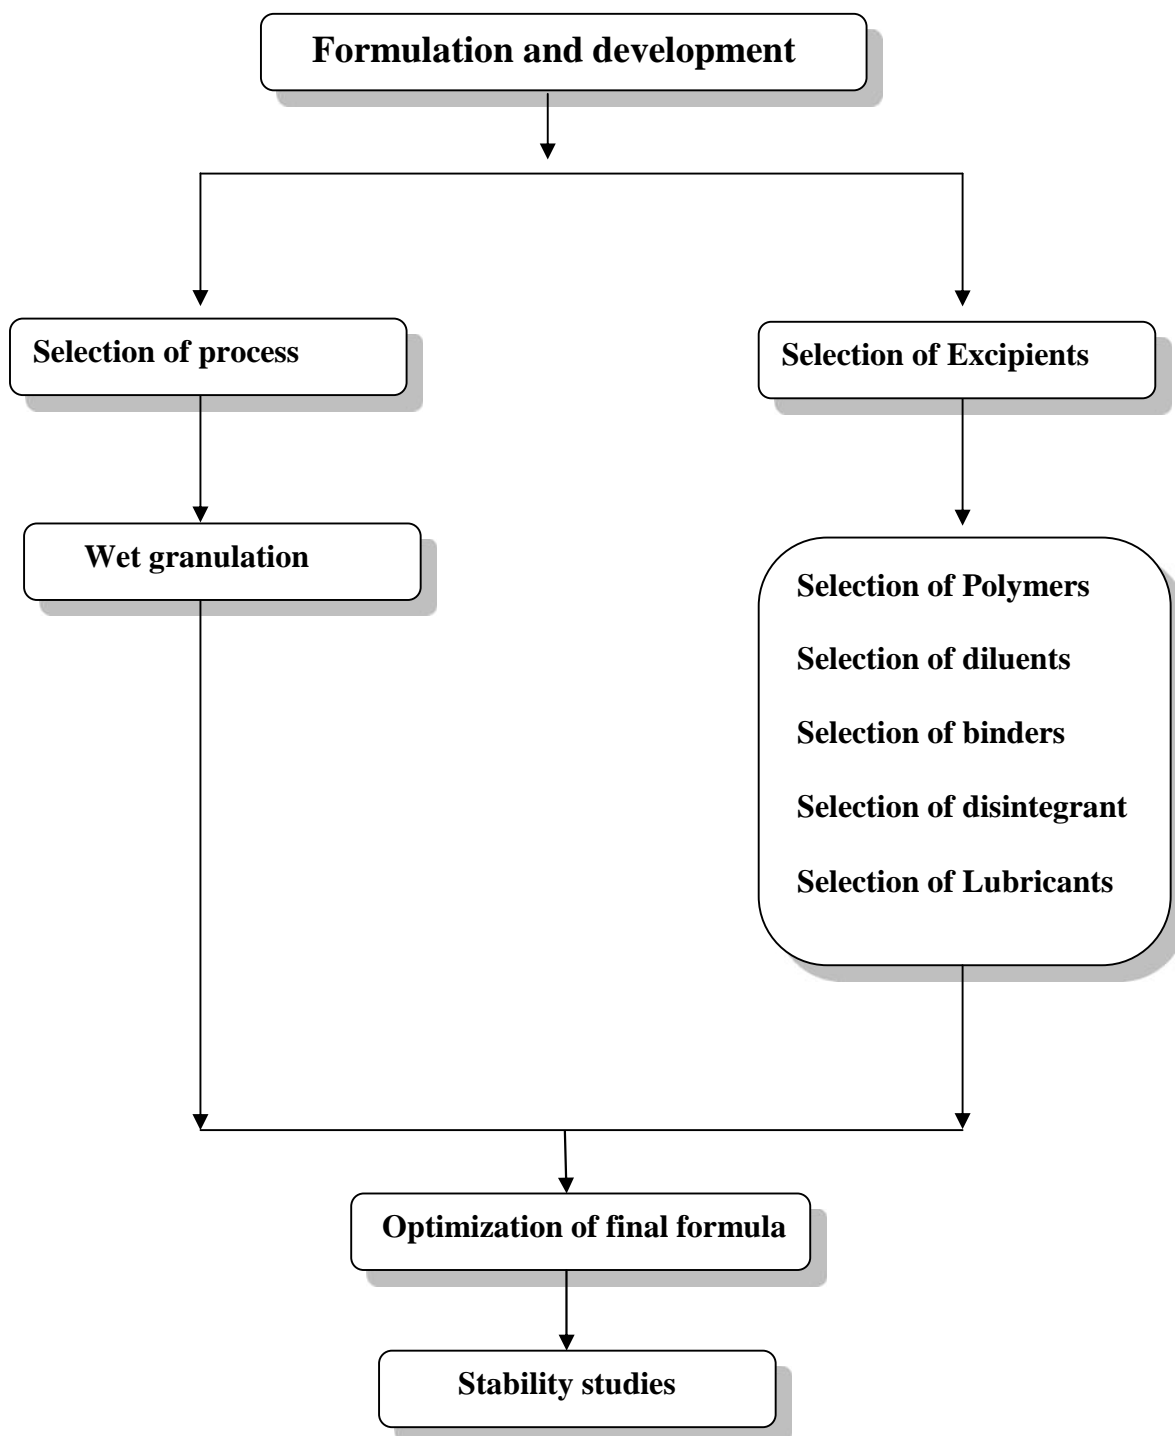 Formulation and development
Selection of process
Selection of Excipients
Wet granulation
Selection of Polymers
Selection of diluents
Selection of binders
Selection of disintegrant
Selection of Lubricants
Optimization of final formula
Stability studies